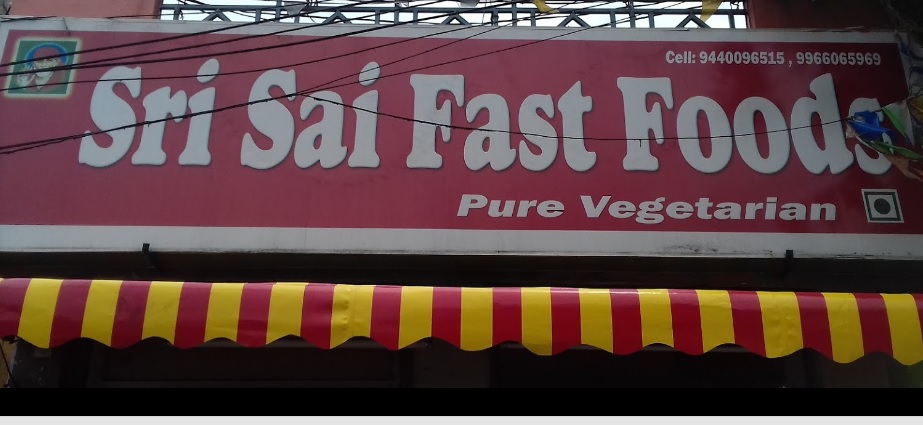 Cell: 9440096515 , 9966065969
Sri Sai Fast Foods
Pure Vegetarian